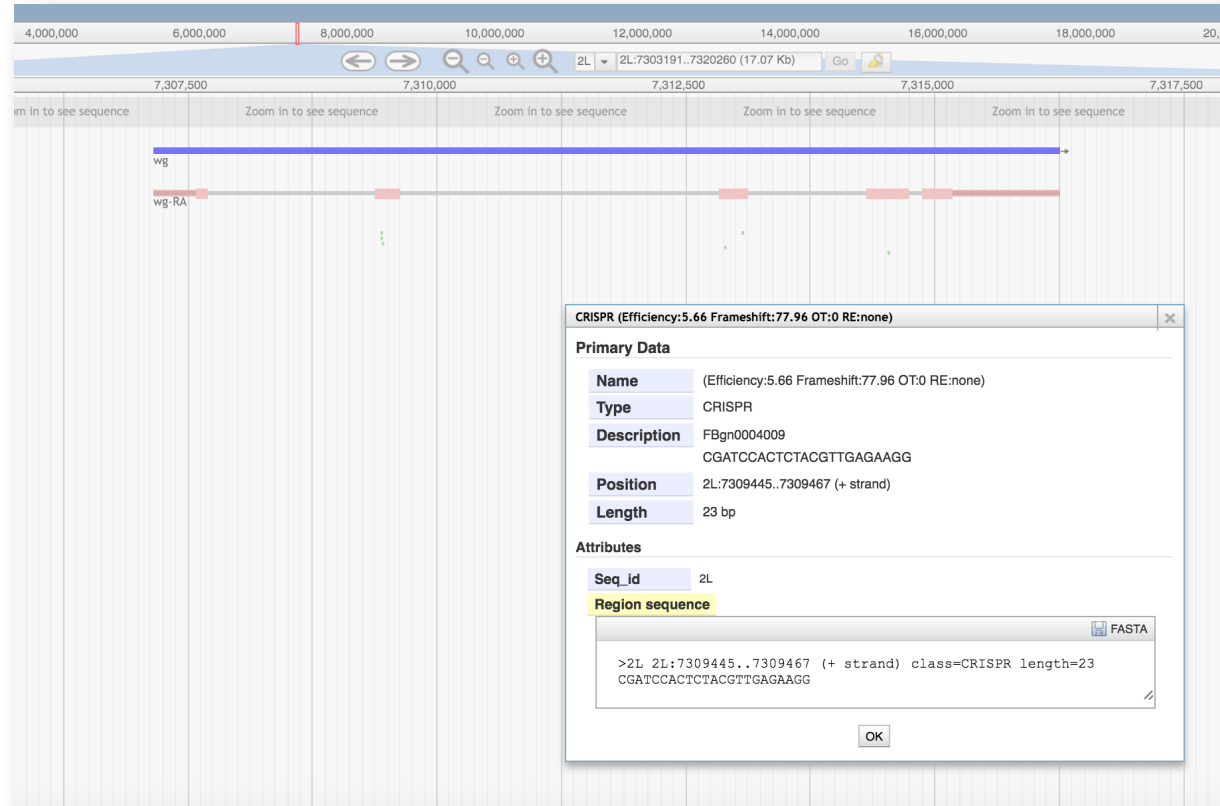 4,000,000 6,000,000 8,000,000 10,000,000 12,000,000 14,000,000 16,000,000 18,000,000 20,
2L 2L:7303191..7320260 (17.07 Kb) Go
7,307,500 7,310,000 7,312,500 7,315,000 7,317,500
m in to see sequence Zoom in to see sequence Zoom in to see sequence Zoom in to see sequence Zoom in to see sequence
wg
wg-RA
CRISPR (Efficiency:5.66 Frameshift:77.96 OT:0 RE:none)
Primary Data
Name (Efficiency:5.66 Frameshift:77.96 OT:0 RE:none)
Type CRISPR
Description FBgn0004009
CGATCCACTCTACGTTGAGAAGG
Position 2L:7309445..7309467 (+ strand)
Length 23 bp
Attributes
Seq_id 2L
Region sequence
FASTA
>2L 2L:7309445..7309467 (+ strand) class=CRISPR length=23
CGATCCACTCTACGTTGAGAAGG
OK